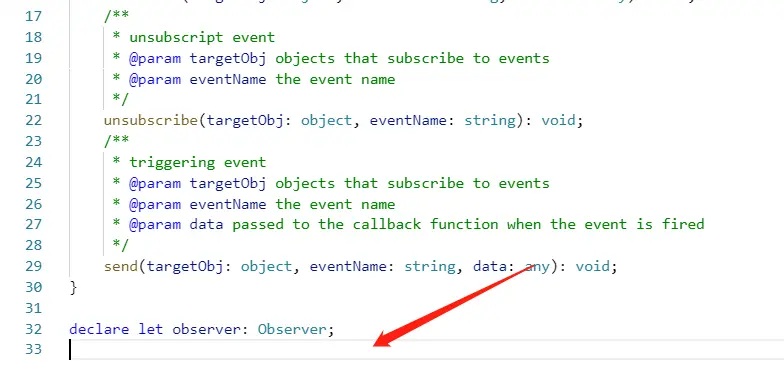 17 /**
18 * unsubscript event
19 * @param targetObj objects that subscribe to events
20 * @param eventName the event name
21 */
22 unsubscribe(targetObj: object, eventName: string): void;
23 /**
24 * triggering event
25 * @param targetObj objects that subscribe to events
26 * @param eventName the event name
27 * @param data passed to the callback function when the event is fired
28 */
29 send(targetObj: object, eventName: string, data: any): void;
30 }
31
32 declare let observer: Observer;
33